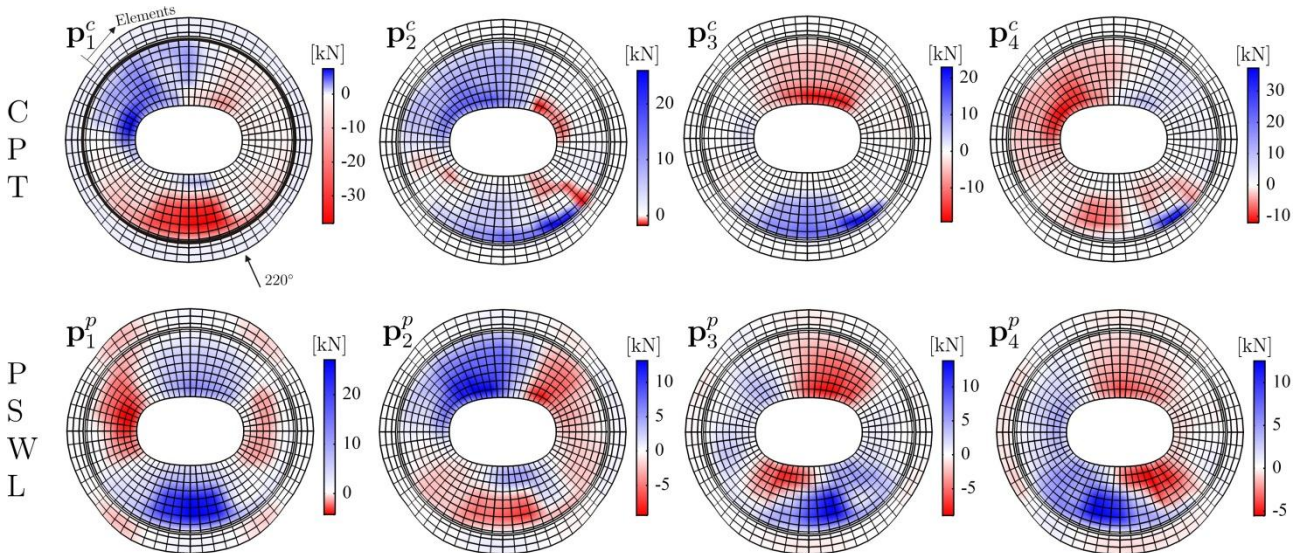 Elements
p₁ᶜ [kN] 0 -10 -20 -30
220°
p₂ᶜ [kN] 20 10 0
p₃ᶜ [kN] 20 10 0 -10
p₄ᶜ [kN] 30 20 10 0 -10
C
P
T
p₁ᵖ [kN] 20 10 0
p₂ᵖ [kN] 10 5 0 -5
p₃ᵖ [kN] 10 5 0 -5
p₄ᵖ [kN] 10 5 0 -5
P
S
W
L